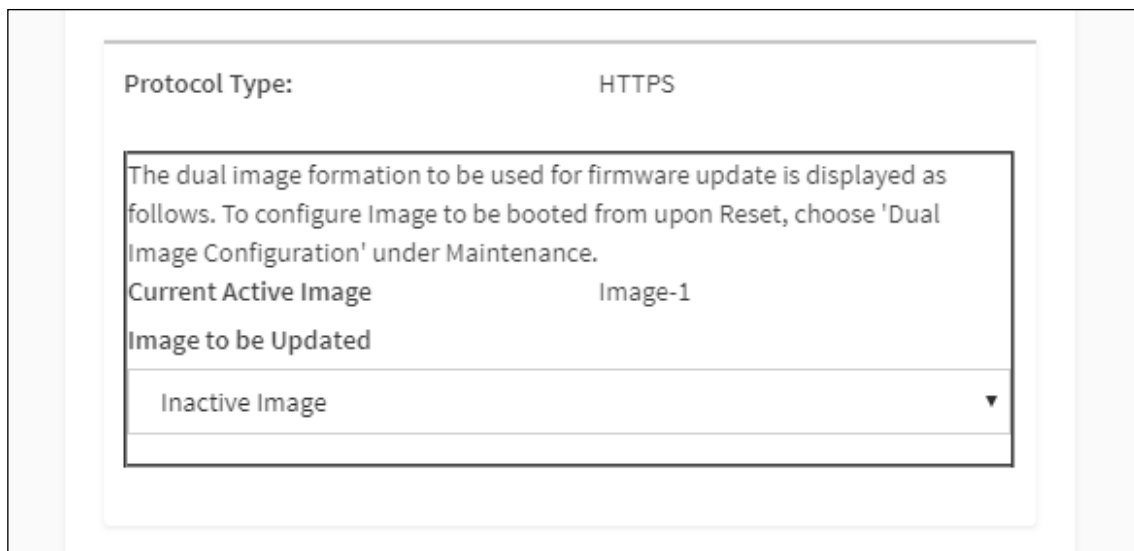 Protocol Type: HTTPS
The dual image formation to be used for firmware update is displayed as
follows. To configure Image to be booted from upon Reset, choose 'Dual
Image Configuration' under Maintenance.
Current Active Image Image-1
Image to be Updated
Inactive Image